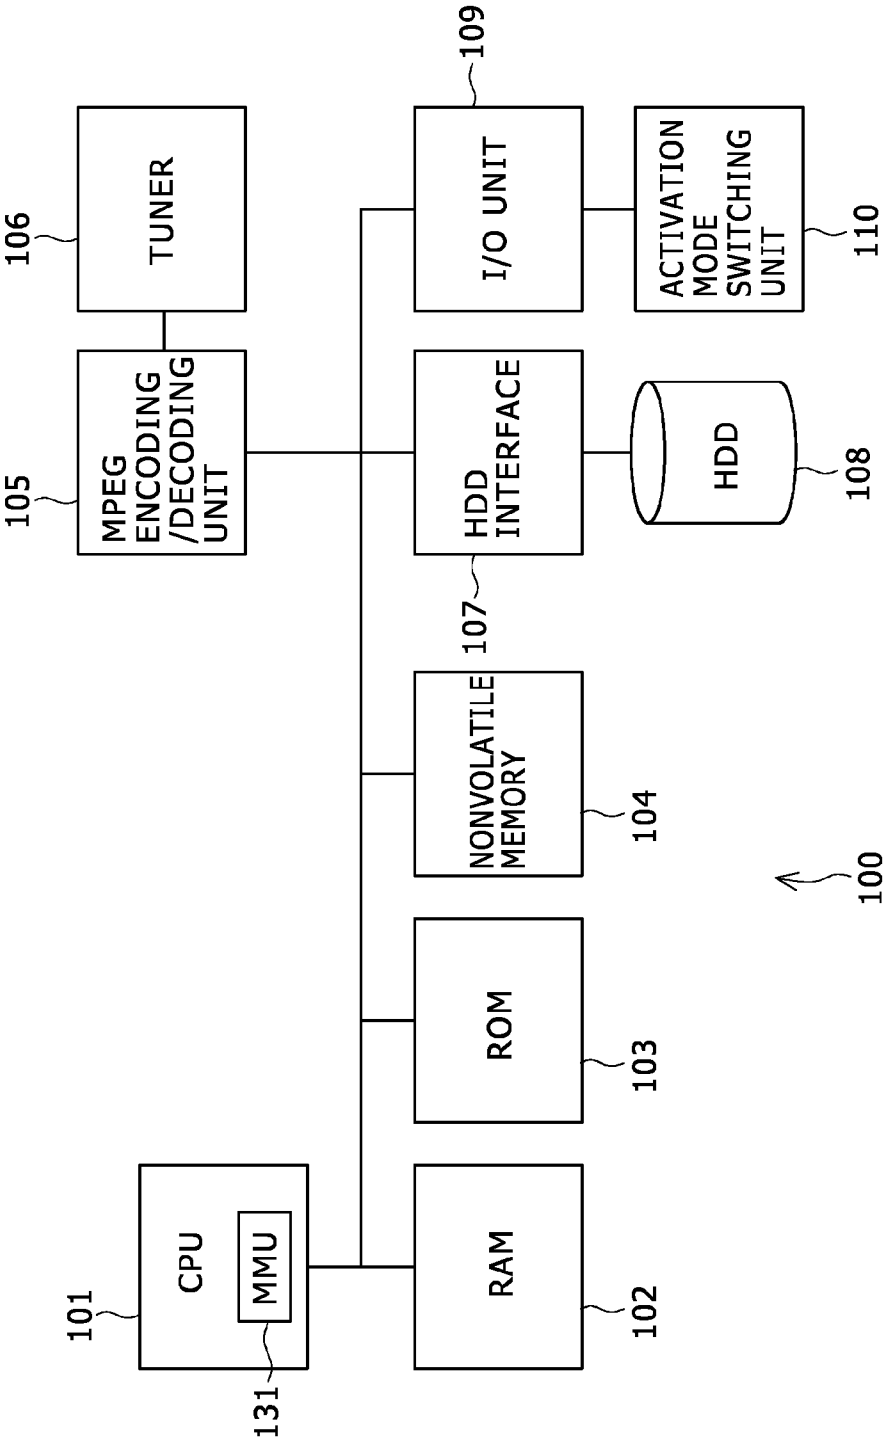 101
CPU
MMU
131
105
MPEG
ENCODING
/DECODING
UNIT
106
TUNER
RAM
102
ROM
103
NONVOLATILE
MEMORY
104
HDD
INTERFACE
107
I/O UNIT
109
HDD
108
ACTIVATION
MODE
SWITCHING
UNIT
110
100